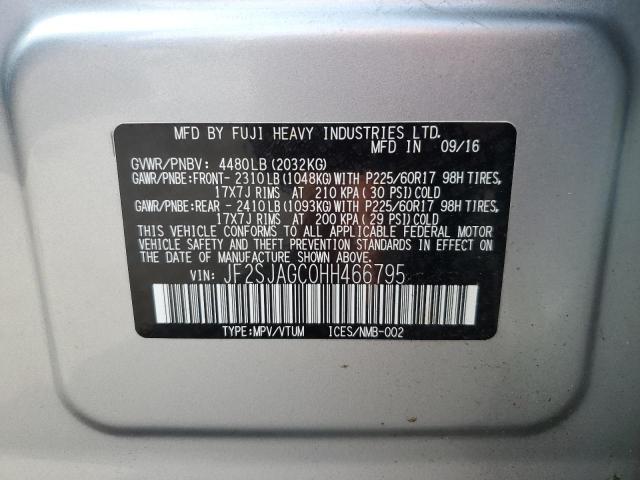 MFD BY FUJI HEAVY INDUSTRIES LTD.
MFD IN 09/16
GVWR/PNBV: 4480LB (2032KG)
GAWR/PNBE:FRONT- 2310LB (1048KG) WITH P225/60R17 98H TIRES,
17X7J RIMS AT 210 KPA ( 30 PSI) COLD
GAWR/PNBE:REAR - 2410LB (1093KG) WITH P225/60R17 98H TIRES,
17X7J RIMS AT 200 KPA ( 29 PSI) COLD
THIS VEHICLE CONFORMS TO ALL APPLICABLE FEDERAL MOTOR
VEHICLE SAFETY AND THEFT PREVENTION STANDARDS IN EFFECT ON
THE DATE OF MANUFACTURE SHOWN ABOVE.
VIN: JF2SJAGC0HH466795
TYPE:MPV/VTUM ICES/NMB-002